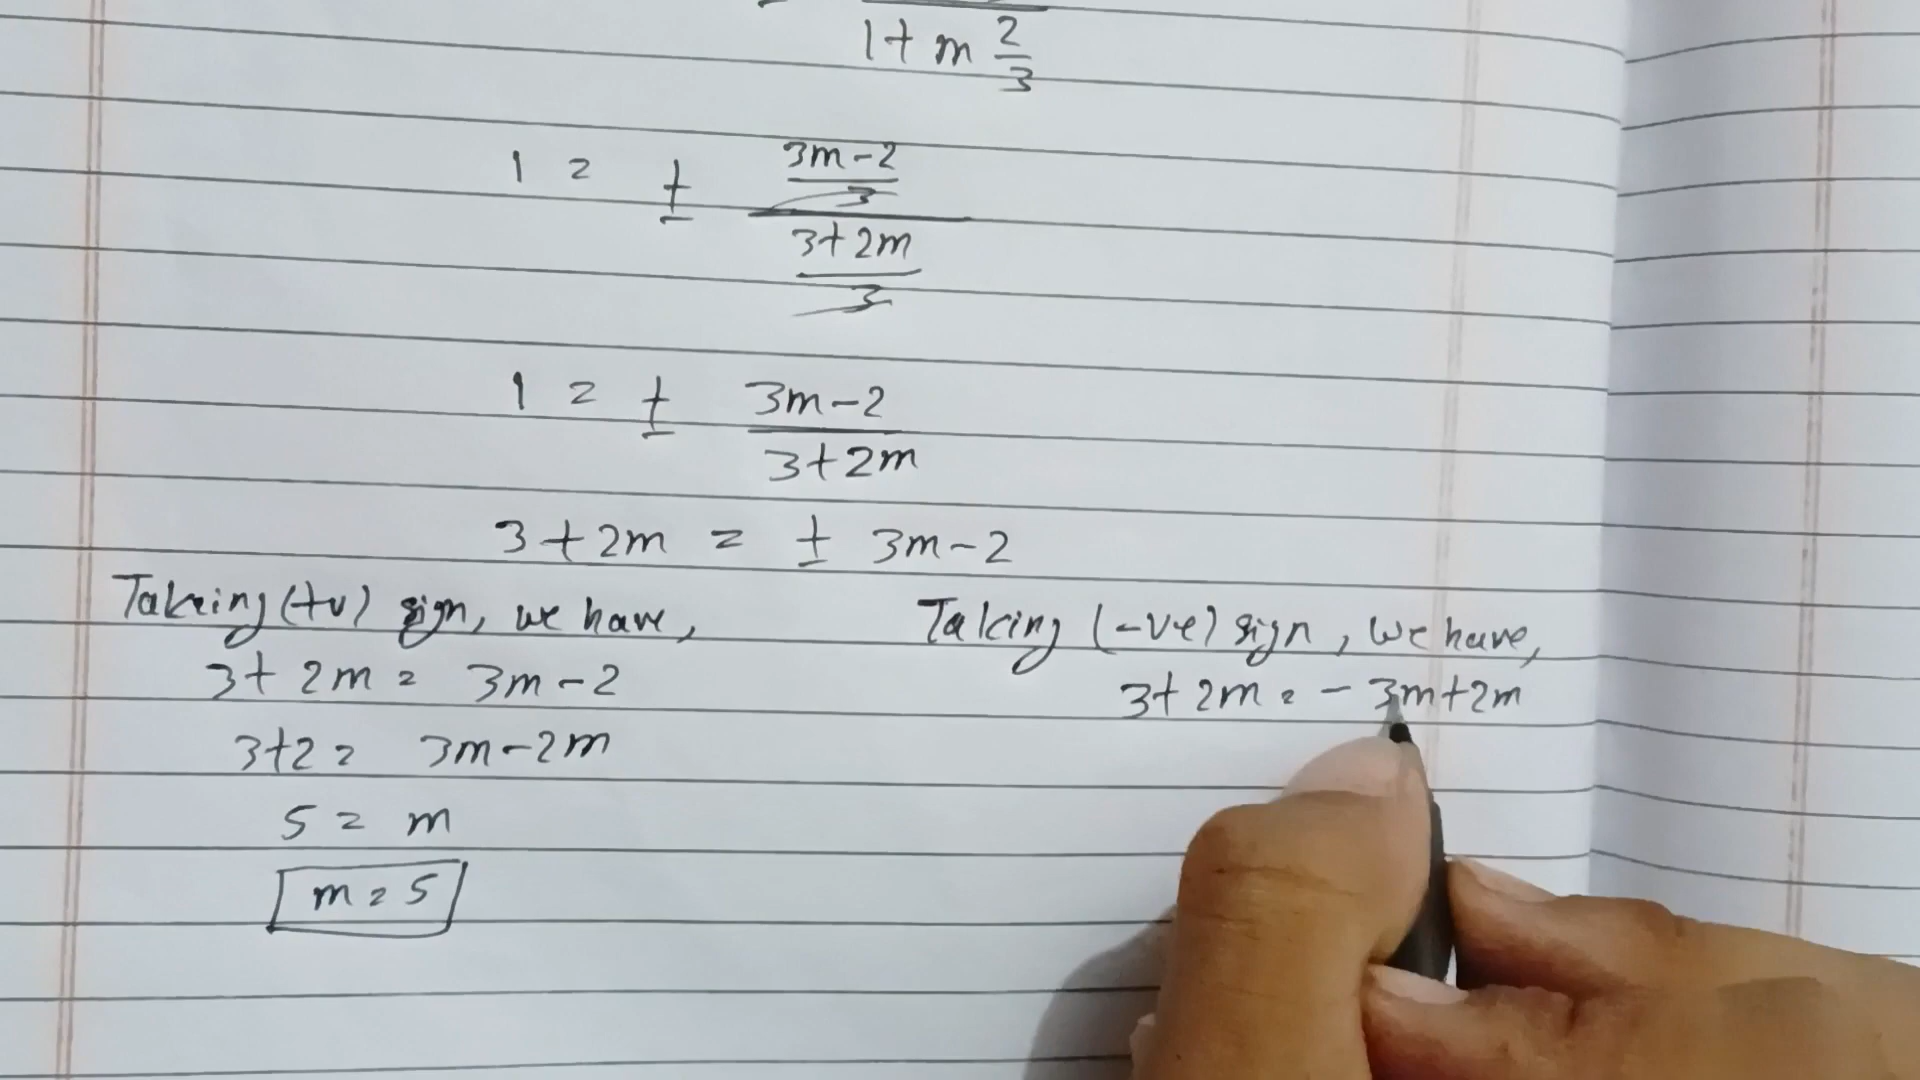 1 + m 2/3
1 = ± (3m-2)/3 / (3+2m)/3
1 = ± (3m-2)/(3+2m)
3+2m = ± 3m-2
Taking (+v) sign, we have,
3+2m = 3m-2
3+2 = 3m-2m
5 = m
m = 5
Taking (-ve) sign, we have,
3+2m = -3m+2m